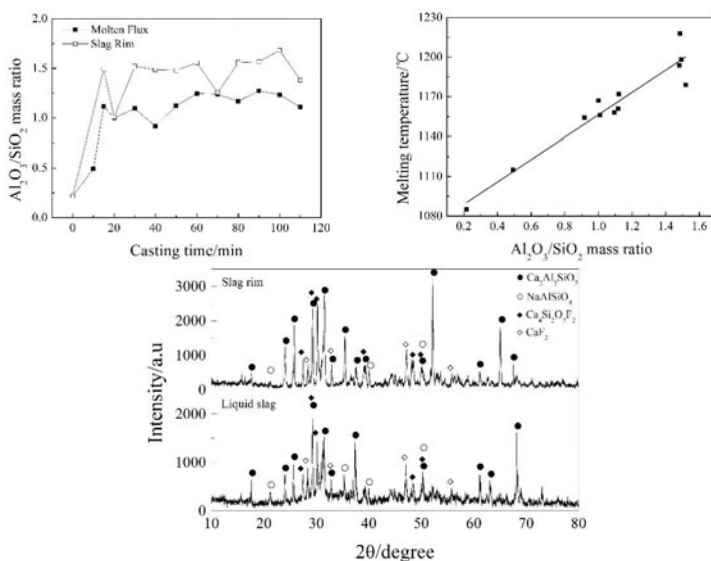 2.0
1.5
1.0
0.5
0.0
0
20
40
60
80
100
120
Molten Flux
Slag Rim
Al₂O₃/SiO₂ mass ratio
Casting time/min
1230
1200
1170
1140
1110
1080
0.2
0.4
0.6
0.8
1.0
1.2
1.4
1.6
Melting temperature/℃
Al₂O₃/SiO₂ mass ratio
Slag rim
3000
2000
1000
0
Ca₂Al₂SiO₇
NaAlSiO₄
Ca₄Si₂O₇F₂
CaF₂
Liquid slag
2000
1000
0
Intensity/a.u
10
20
30
40
50
60
70
80
2θ/degree